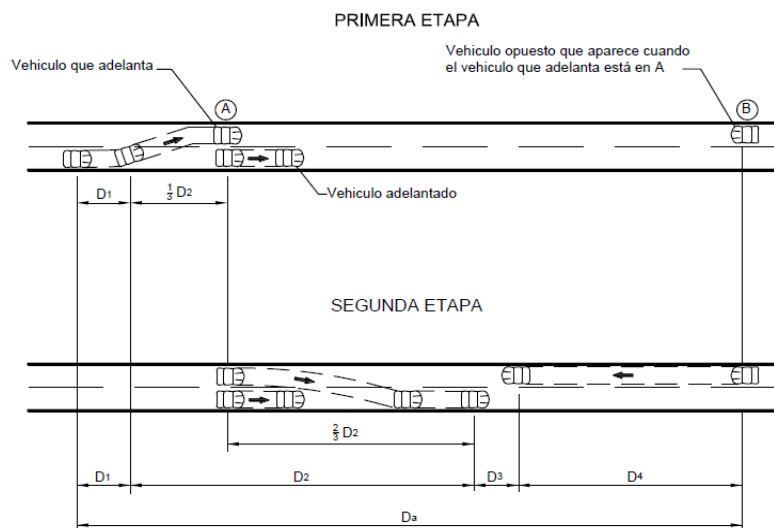 PRIMERA ETAPA
Vehiculo que adelanta
Vehiculo opuesto que aparece cuando
el vehiculo que adelanta está en A
A
B
D1
1/3 D2
Vehiculo adelantado
SEGUNDA ETAPA
2/3 D2
D1
D2
D3
D4
Da